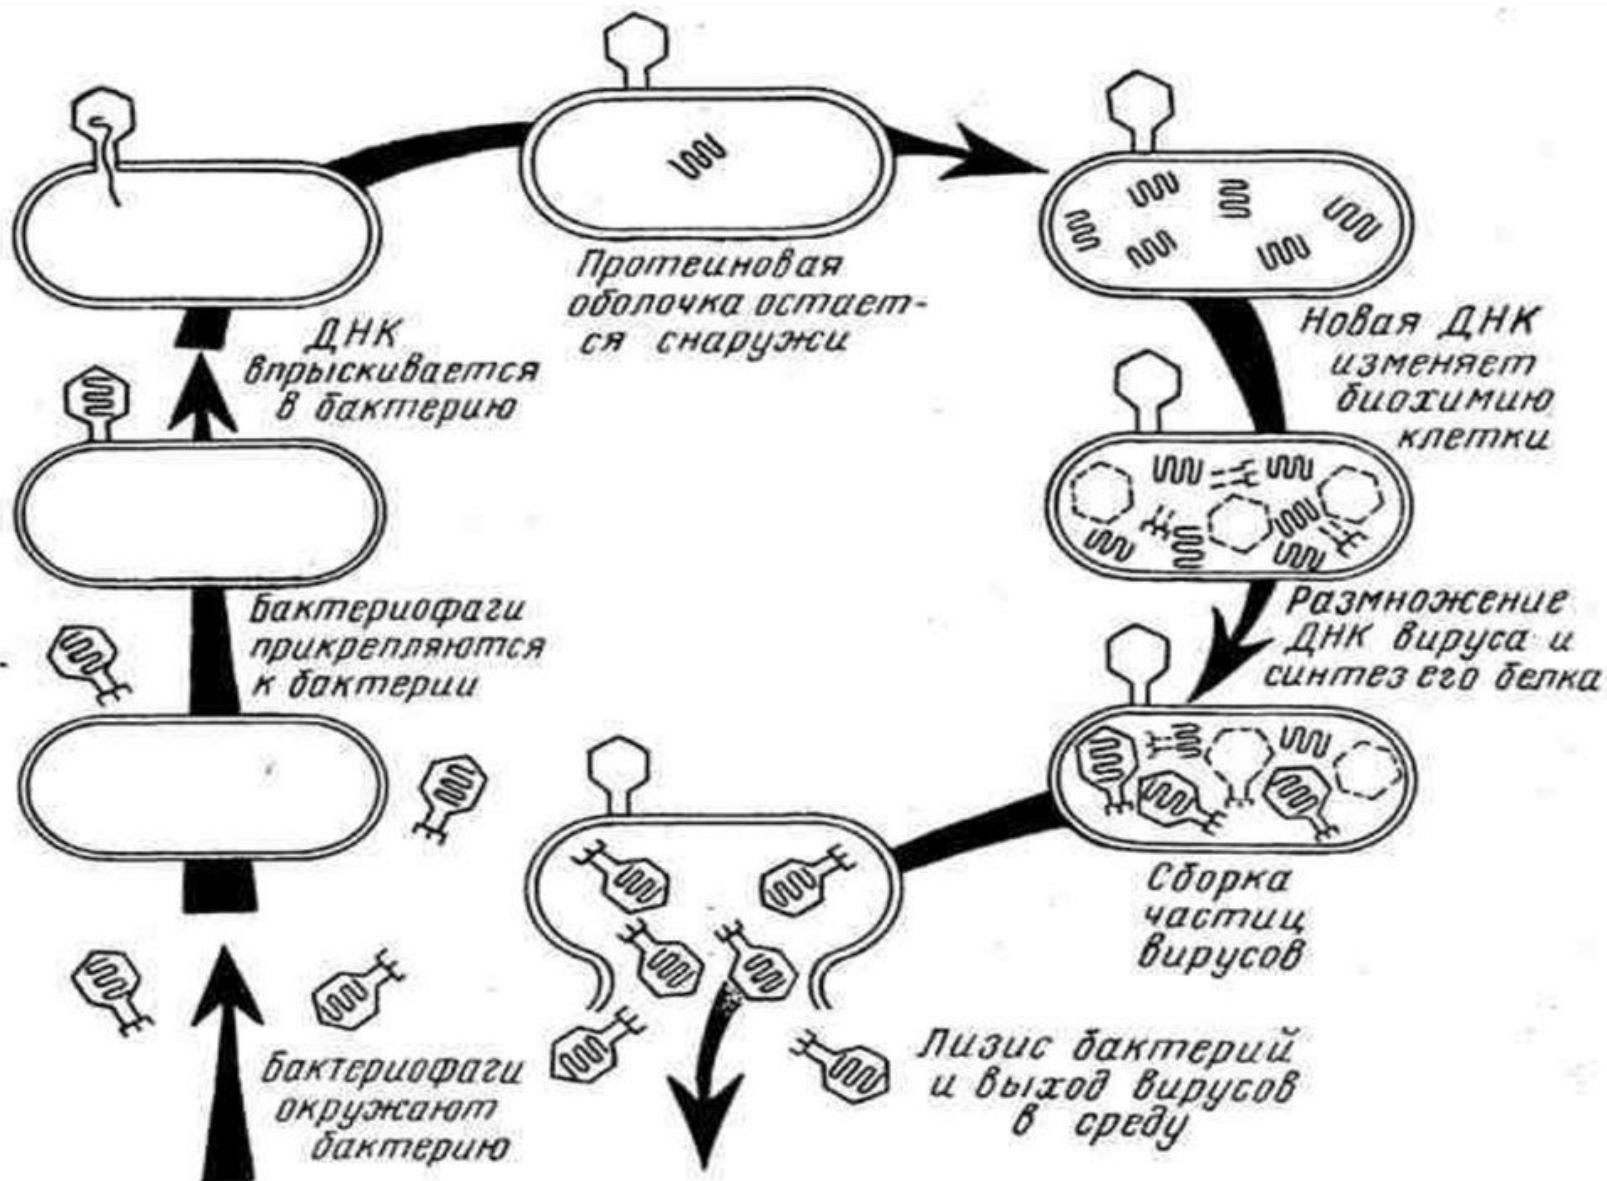 Протеиновая
оболочка остает-
ся снаружи
ДНК
впрыскивается
в бактерию
Новая ДНК
изменяет
биохимию
клетки
Бактериофаги
прикрепляются
к бактерии
Размножение
ДНК вируса и
синтез его белка
Сборка
частиц
вирусов
Бактериофаги
окружают
бактерию
Лизис бактерий
и выход вирусов
в среду